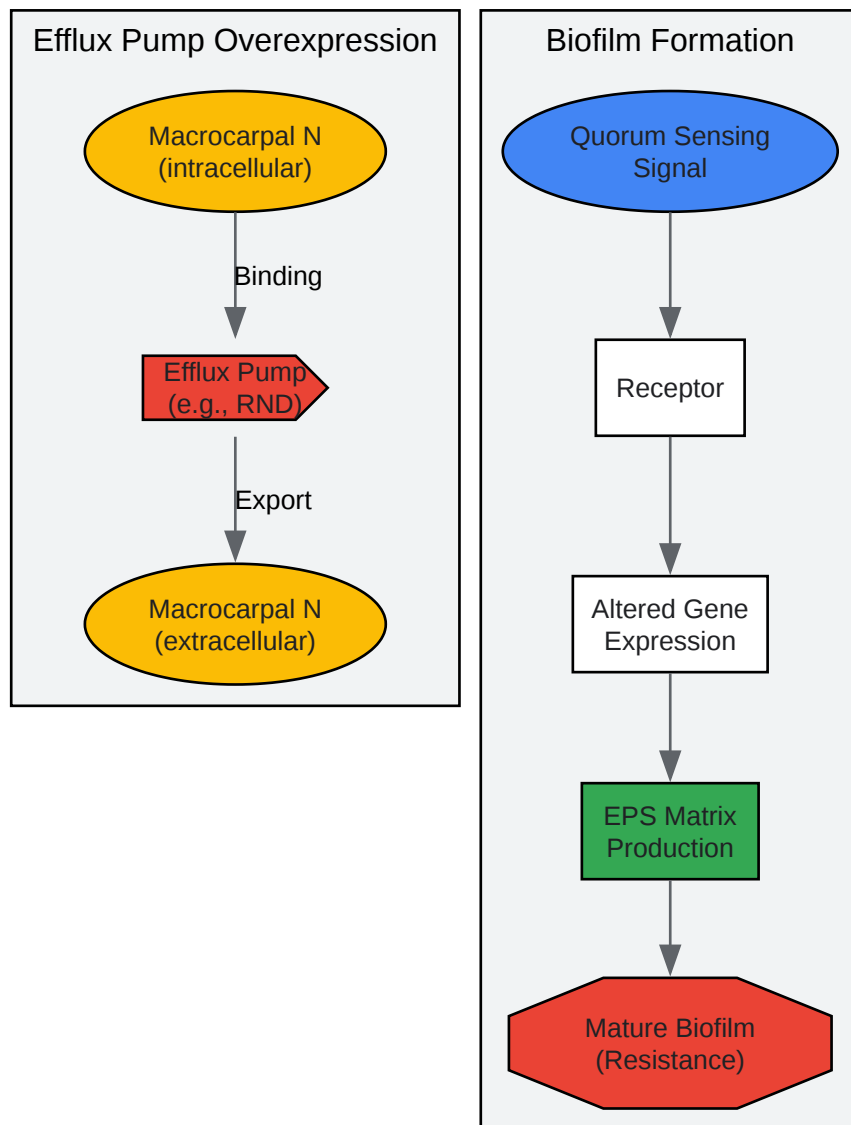 Efflux Pump Overexpression
Macrocarpal N
(intracellular)
Binding
Efflux Pump
(e.g., RND)
Export
Macrocarpal N
(extracellular)
Biofilm Formation
Quorum Sensing
Signal
Receptor
Altered Gene
Expression
EPS Matrix
Production
Mature Biofilm
(Resistance)